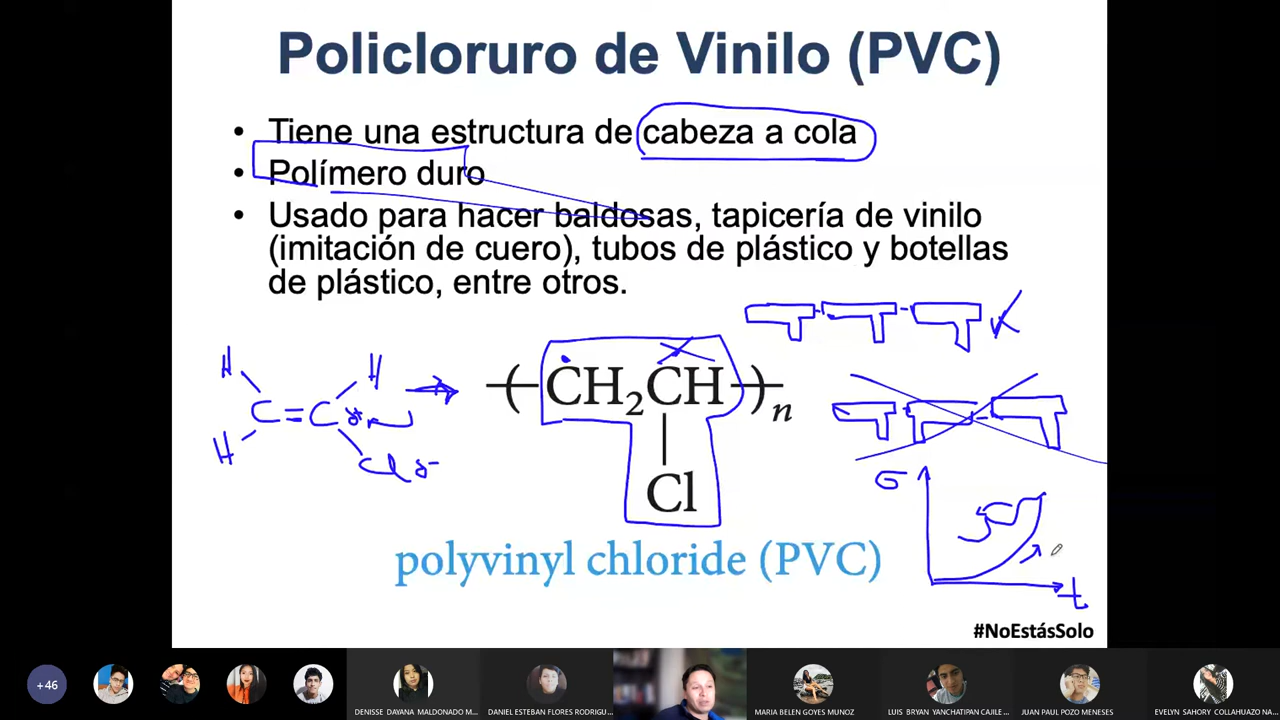 Policloruro de Vinilo (PVC)
• Tiene una estructura de cabeza a cola
• Polímero duro
• Usado para hacer baldosas, tapicería de vinilo
(imitación de cuero), tubos de plástico y botellas
de plástico, entre otros.
H H
C=C
H Cl δ-
( CH2CH )n
Cl
σ
t
polyvinyl chloride (PVC)
#NoEstásSolo
+46
DENISSE DAYANA MALDONADO M...
DANIEL ESTEBAN FLORES RODRIGU...
MARIA BELEN GOYES MUNOZ
LUIS BRYAN YANCHATIPAN CAJILE...
JUAN PAUL POZO MENESES
EVELYN SAHORY COLLAHUAZO NA...